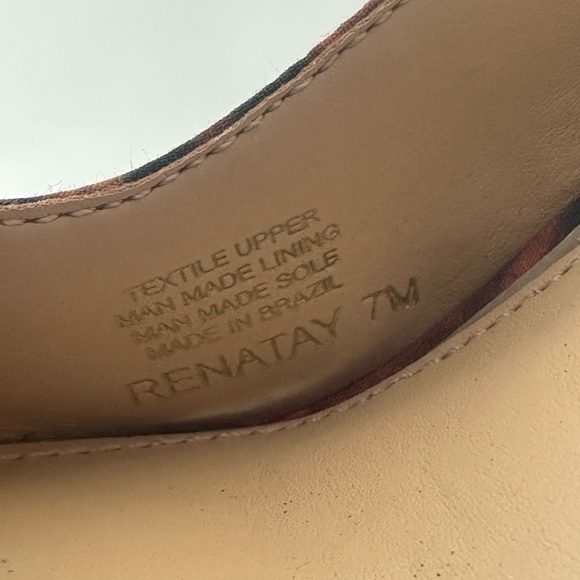 TEXTILE UPPER
MAN MADE LINING
MAN MADE SOLE
MADE IN BRAZIL
RENATAY 7M